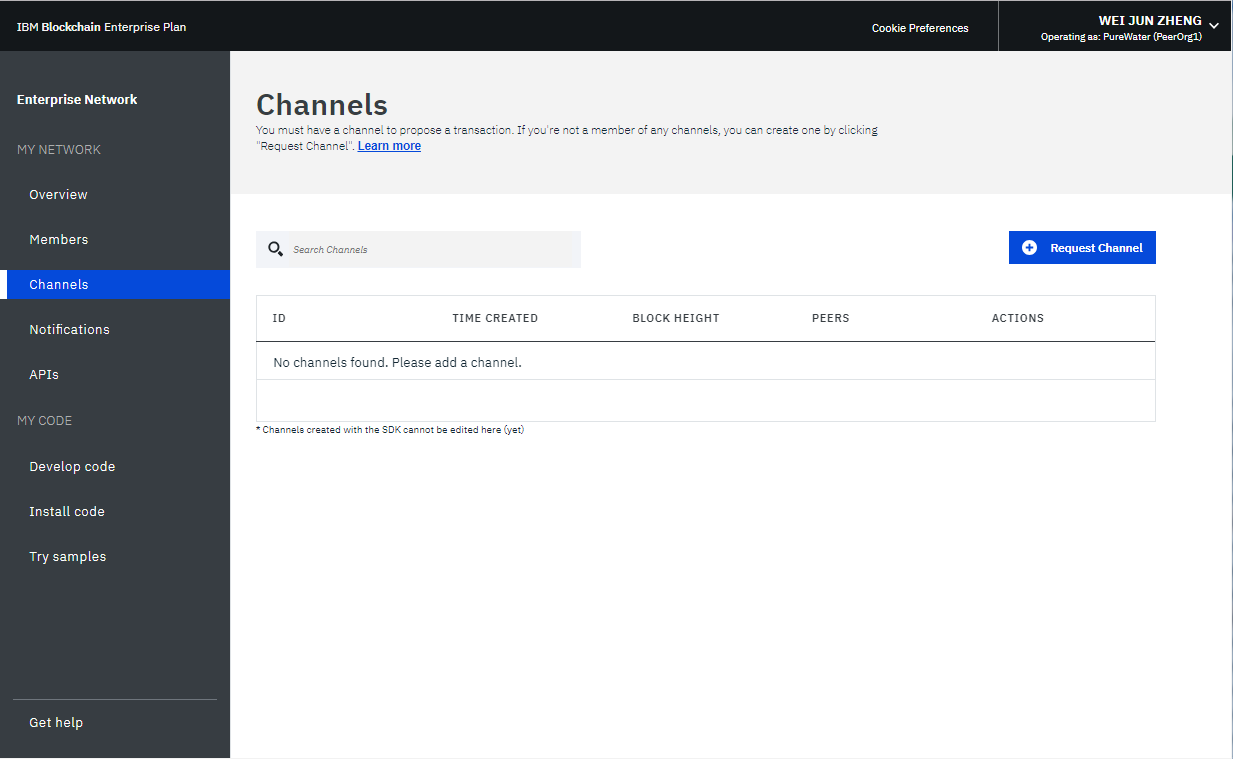 IBM Blockchain Enterprise Plan
Cookie Preferences
WEI JUN ZHENG
Operating as: PureWater (PeerOrg1)
Enterprise Network
MY NETWORK
Overview
Members
Channels
Notifications
APIs
MY CODE
Develop code
Install code
Try samples
Get help
Channels
You must have a channel to propose a transaction. If you're not a member of any channels, you can create one by clicking
"Request Channel". Learn more
Search Channels
Request Channel
ID TIME CREATED BLOCK HEIGHT PEERS ACTIONS
No channels found. Please add a channel.
* Channels created with the SDK cannot be edited here (yet)